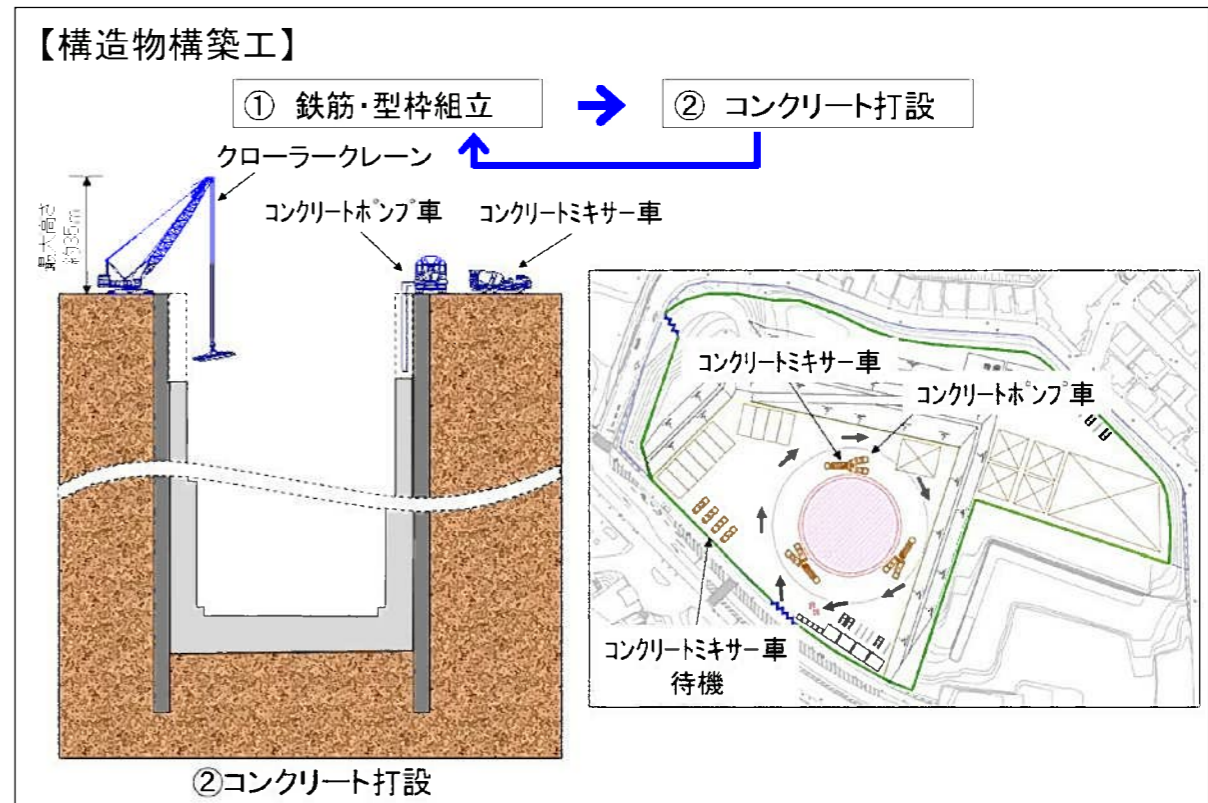 【構造物構築工】
① 鉄筋・型枠組立
② コンクリート打設
クローラークレーン
コンクリートポンプ車
コンクリートミキサー車
最大高さ
約35m
コンクリートミキサー車
コンクリートポンプ車
コンクリートミキサー車
待機
②コンクリート打設